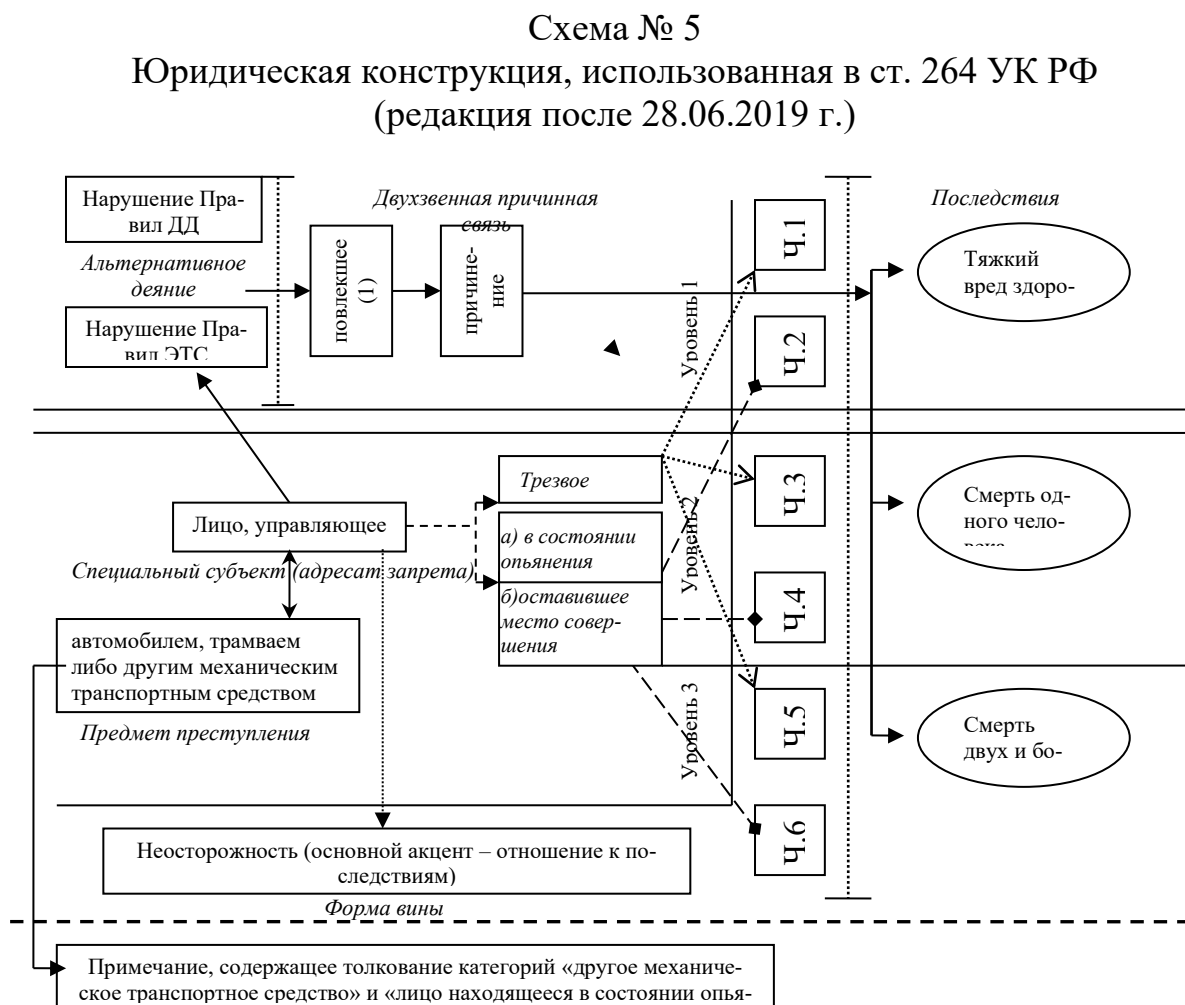 Схема № 5
Юридическая конструкция, использованная в ст. 264 УК РФ
(редакция после 28.06.2019 г.)
Нарушение Пра-
вил ДД
Альтернативное
деяние
Нарушение Пра-
вил ЭТС
Двухзвенная причинная
связь
повлекшее
(1)
причине-
ние
Уровень 1
Ч.1
Ч.2
Последствия
Тяжкий
вред здоро-
Лицо, управляющее
Специальный субъект (адресат запрета)
автомобилем, трамваем
либо другим механическим
транспортным средством
Предмет преступления
Трезвое
а) в состоянии
опьянения
б)оставившее
место совер-
шения
Уровень 2
Ч.3
Ч.4
Смерть од-
ного чело-
века
Уровень 3
Ч.5
Ч.6
Смерть
двух и бо-
Неосторожность (основной акцент – отношение к по-
следствиям)
Форма вины
Примечание, содержащее толкование категорий «другое механиче-
ское транспортное средство» и «лицо находящееся в состоянии опья-